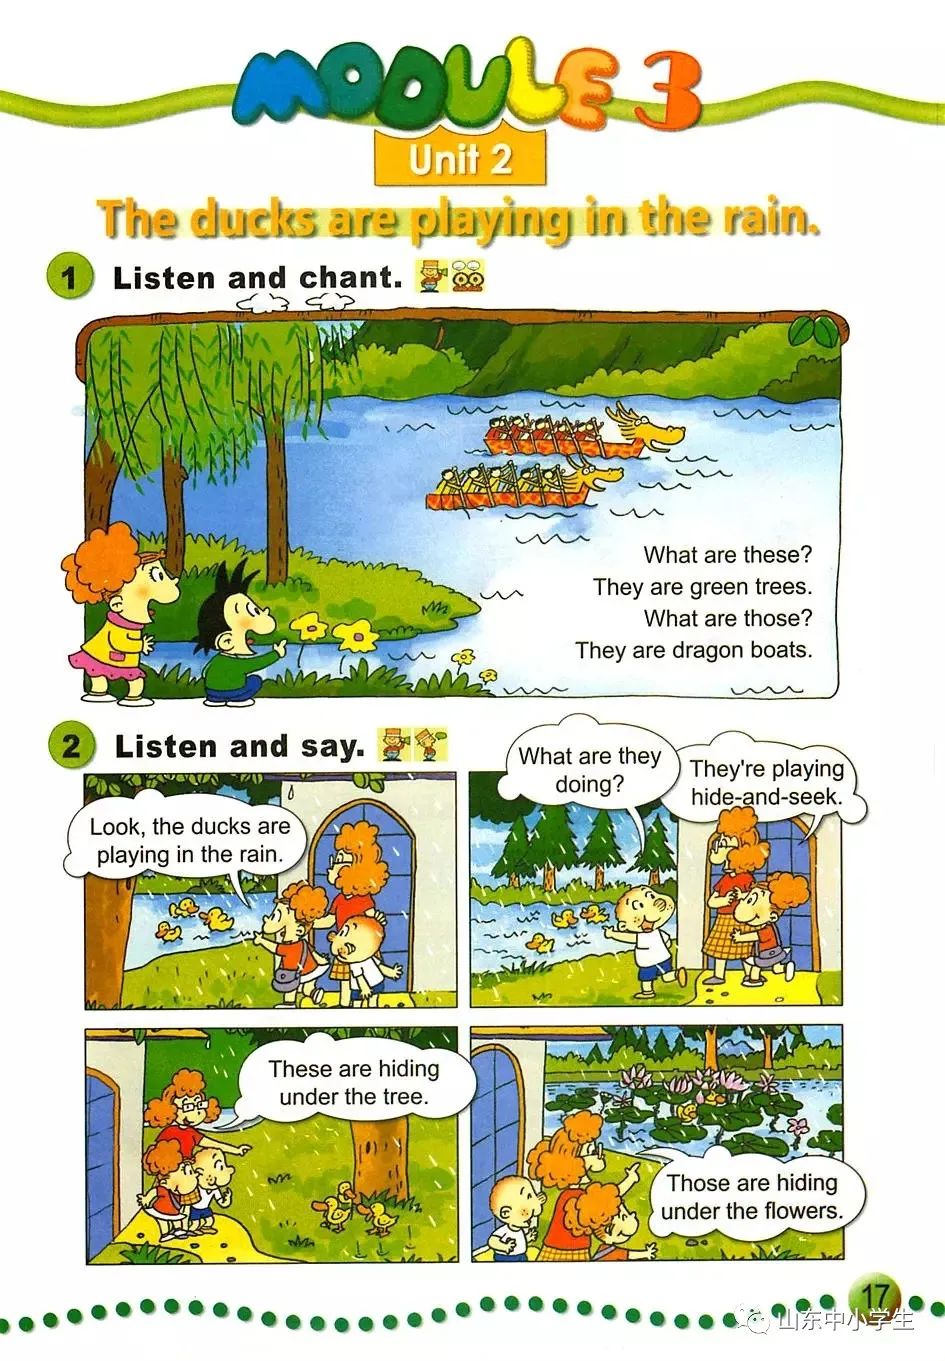 MODULE 3
Unit 2
The ducks are playing in the rain.
1 Listen and chant.
What are these?
They are green trees.
What are those?
They are dragon boats.
2 Listen and say.
Look, the ducks are
playing in the rain.
What are they
doing?
They're playing
hide-and-seek.
These are hiding
under the tree.
Those are hiding
under the flowers.
17
山东中小学生